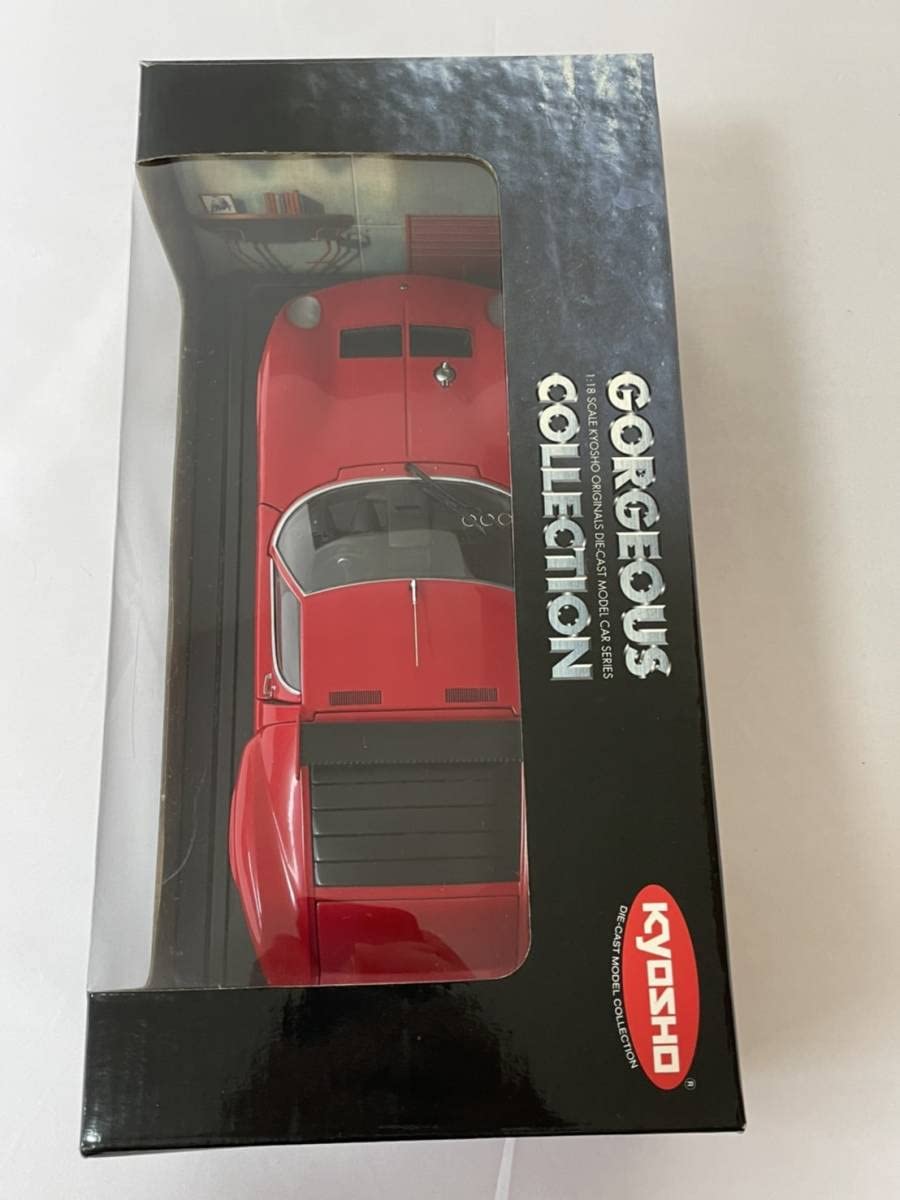 GORGEOUS
1:18 SCALE KYOSHO ORIGINALS DIE-CAST MODEL CAR SERIES
COLLECTION
KYOSHO®
DIE-CAST MODEL COLLECTION